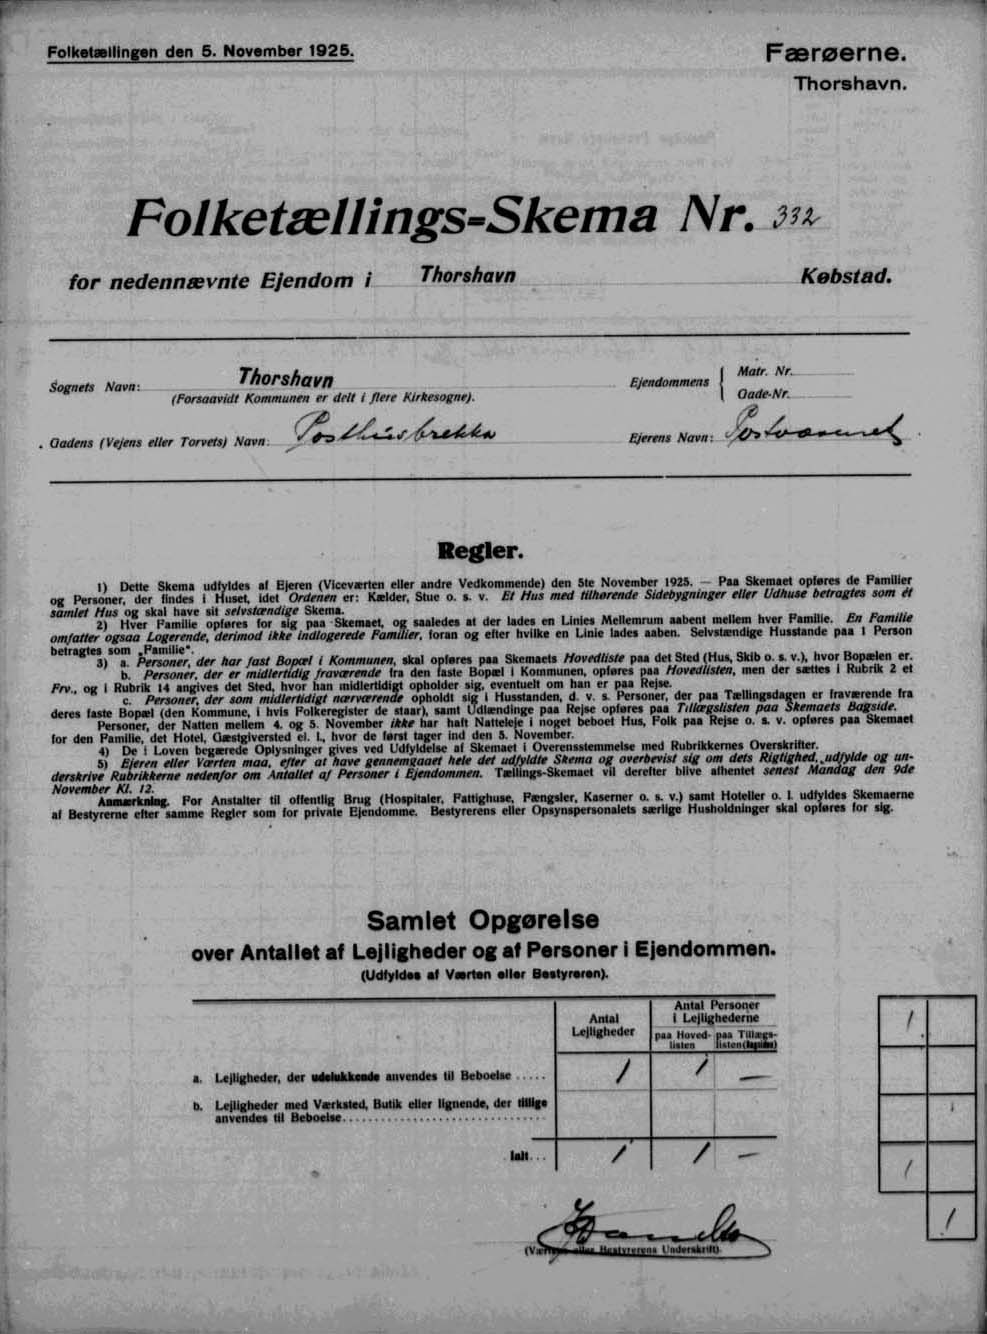 Folketællingen den 5. November 1925.
Færøerne.
Thorshavn.
Folketællings-Skema Nr. 332
for nedennævnte Ejendom i Thorshavn Købstad.
Sognets Navn: Thorshavn
(Forsaavidt Kommunen er delt i flere Kirkesogne).
Ejendommens
Matr. Nr.
Gade-Nr.
Gadens (Vejens eller Torvets) Navn: Posthúsbrekka
Ejerens Navn: Postvæsenet
Regler.
1) Dette Skema udfyldes af Ejeren (Viceværten eller andre Vedkommende) den 5te November 1925. — Paa Skemaet opføres de Familier
og Personer, der findes i Huset, idet Ordenen er: Kælder, Stue o. s. v. Et Hus med tilhørende Sidebygninger eller Udhuse betragtes som ét
samlet Hus og skal have sit selvstændige Skema.
2) Hver Familie opføres for sig paa Skemaet, og saaledes at der lades en Linies Mellemrum aabent mellem hver Familie. En Familie
omfatter ogsaa Logerende, derimod ikke indlogerede Familier, foran og efter hvilke en Linie lades aaben. Selvstændige Husstande paa 1 Person
betragtes som „Familie".
3) a. Personer, der har fast Bopæl i Kommunen, skal opføres paa Skemaets Hovedliste paa det Sted (Hus, Skib o. s. v.), hvor Bopælen er.
b. Personer, der er midlertidig fraværende fra den faste Bopæl i Kommunen, opføres paa Hovedlisten, men der sættes i Rubrik 2 et
Frv., og i Rubrik 14 angives det Sted, hvor han midlertidigt opholder sig, eventuelt om han er paa Rejse.
c. Personer, der som midlertidigt nærværende opholdt sig i Husstanden, d. v. s. Personer, der paa Tællingsdagen er fraværende fra
deres faste Bopæl (den Kommune, i hvis Folkeregister de staar), samt Udlændinge paa Rejse opføres paa Tillægslisten paa Skemaets Bagside.
Personer, der Natten mellem 4. og 5. November ikke har haft Natteleje i noget beboet Hus, Folk paa Rejse o. s. v. opføres paa Skemaet
for den Familie, det Hotel, Gæstgiversted el. l., hvor de først tager ind den 5. November.
4) De i Loven begærede Oplysninger gives ved Udfyldelse af Skemaet i Overensstemmelse med Rubrikkernes Overskrifter.
5) Ejeren eller Værten maa, efter at have gennemgaaet hele det udfyldte Skema og overbevist sig om dets Rigtighed, udfylde og un-
derskrive Rubrikkerne nedenfor om Antallet af Personer i Ejendommen. Tællings-Skemaet vil derefter blive afhentet senest Mandag den 9de
November Kl. 12.
Anmærkning. For Anstalter til offentlig Brug (Hospitaler, Fattighuse, Fængsler, Kaserner o. s. v.) samt Hoteller o. l. udfyldes Skemaerne
af Bestyrerne efter samme Regler som for private Ejendomme. Bestyrerens eller Opsynspersonalets særlige Husholdninger skal opføres for sig.
Samlet Opgørelse
over Antallet af Lejligheder og af Personer i Ejendommen.
(Udfyldes af Værten eller Bestyreren).
Antal Lejligheder
Antal Personer i Lejlighederne
paa Hoved-listen
paa Tillægs-listen (Bagsiden)
a. Lejligheder, der udelukkende anvendes til Beboelse ..... 1 1 —
b. Lejligheder med Værksted, Butik eller lignende, der tillige
anvendes til Beboelse
Ialt... 1 1 —
1
1
1
1
(Værtens eller Bestyrerens Underskrift).